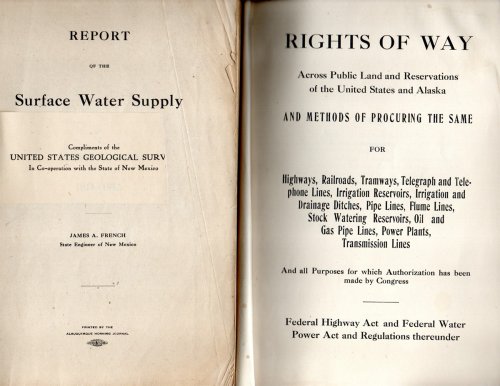 REPORT
OF THE
Surface Water Supply
Compliments of the
UNITED STATES GEOLOGICAL SURV
In Co-operation with the State of New Mexico
JAMES A. FRENCH
State Engineer of New Mexico
PRINTED BY THE
ALBUQUERQUE MORNING JOURNAL
RIGHTS OF WAY
Across Public Land and Reservations
of the United States and Alaska
AND METHODS OF PROCURING THE SAME
FOR
Highways, Railroads, Tramways, Telegraph and Tele-
phone Lines, Irrigation Reservoirs, Irrigation and
Drainage Ditches, Pipe Lines, Flume Lines,
Stock Watering Reservoirs, Oil and
Gas Pipe Lines, Power Plants,
Transmission Lines
And all Purposes for which Authorization has been
made by Congress
Federal Highway Act and Federal Water
Power Act and Regulations thereunder